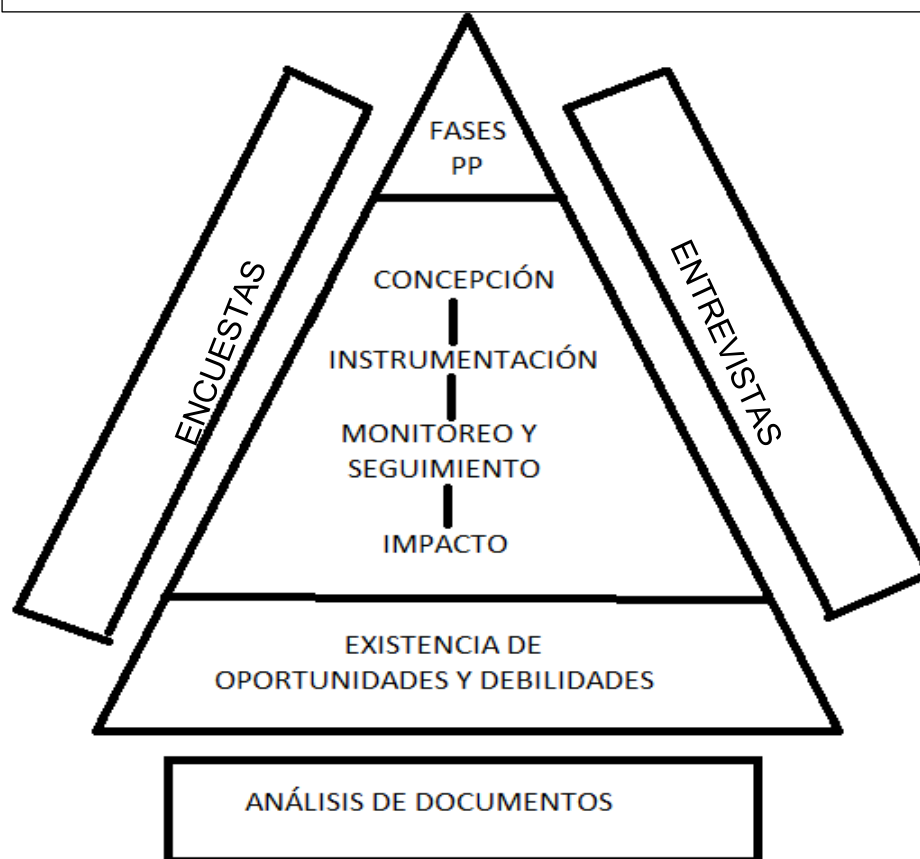 FASES
PP
CONCEPCIÓN
INSTRUMENTACIÓN
MONITOREO Y
SEGUIMIENTO
IMPACTO
EXISTENCIA DE
OPORTUNIDADES Y DEBILIDADES
ENCUESTAS
ENTREVISTAS
ANÁLISIS DE DOCUMENTOS